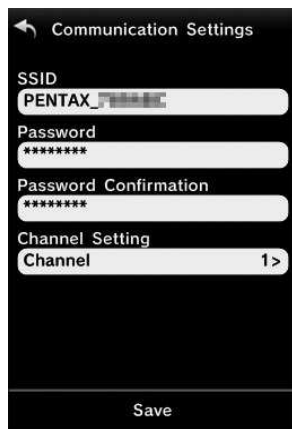 Communication Settings
SSID
PENTAX_
Password
********
Password Confirmation
********
Channel Setting
Channel 1>
Save